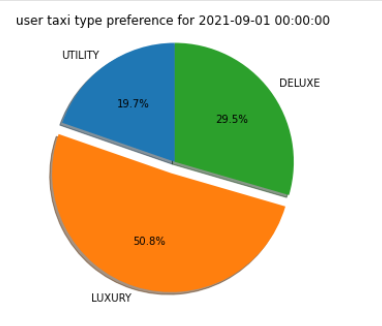 user taxi type preference for 2021-09-01 00:00:00
UTILITY
DELUXE
19.7%
29.5%
50.8%
LUXURY